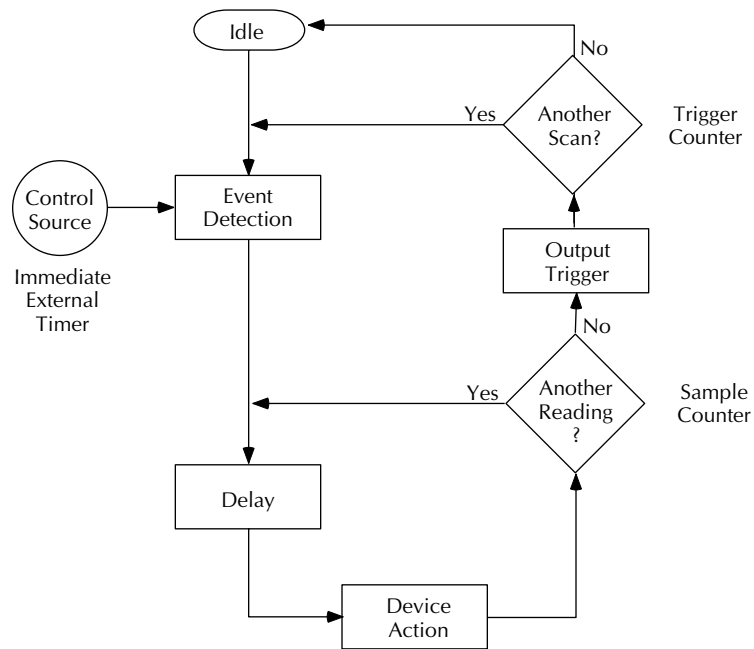 Idle
No
Yes
Another
Scan?
Trigger
Counter
Control
Source
Event
Detection
Immediate
External
Timer
Output
Trigger
No
Yes
Another
Reading
?
Sample
Counter
Delay
Device
Action